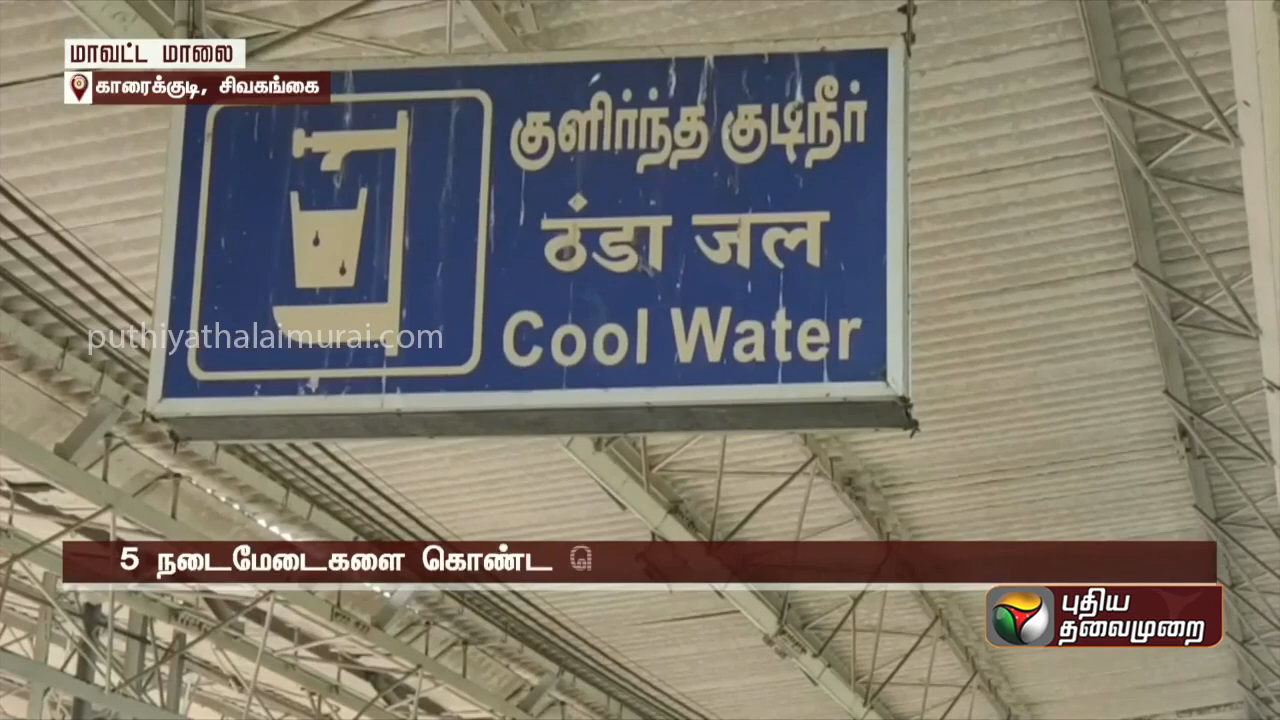 மாவட்ட மாலை
காரைக்குடி, சிவகங்கை
குளிர்ந்த குடிநீர்
ठंडा जल
Cool Water
puthiyathalaimurai.com
5 நடைமேடைகளை கொண்ட
புதிய
தலைமுறை